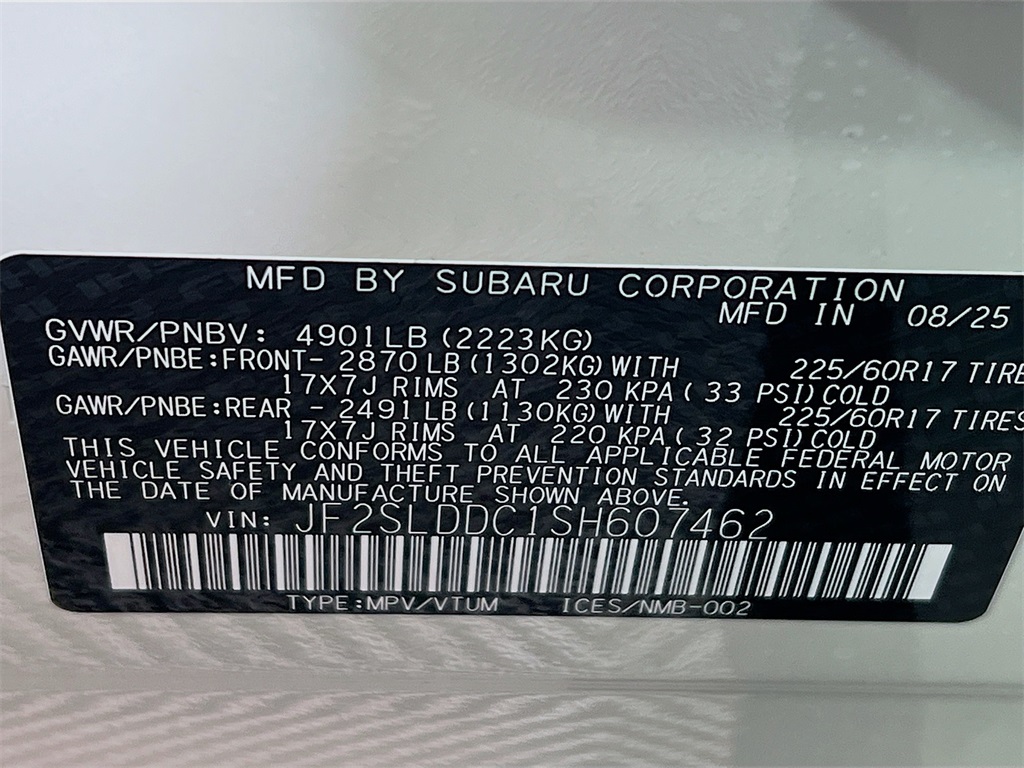 MFD BY SUBARU CORPORATION
MFD IN 08/25
GVWR/PNBV: 4901LB (2223KG)
GAWR/PNBE:FRONT- 2870 LB (1302KG) WITH 225/60R17 TIRE
17X7J RIMS AT 230 KPA ( 33 PSI) COLD
GAWR/PNBE:REAR - 2491LB (1130KG) WITH 225/60R17 TIRES
17X7J RIMS AT 220 KPA ( 32 PSI) COLD
THIS VEHICLE CONFORMS TO ALL APPLICABLE FEDERAL MOTOR
VEHICLE SAFETY AND THEFT PREVENTION STANDARDS IN EFFECT ON
THE DATE OF MANUFACTURE SHOWN ABOVE.
VIN: JF2SLDDC1SH607462
TYPE:MPV/VTUM ICES/NMB-002